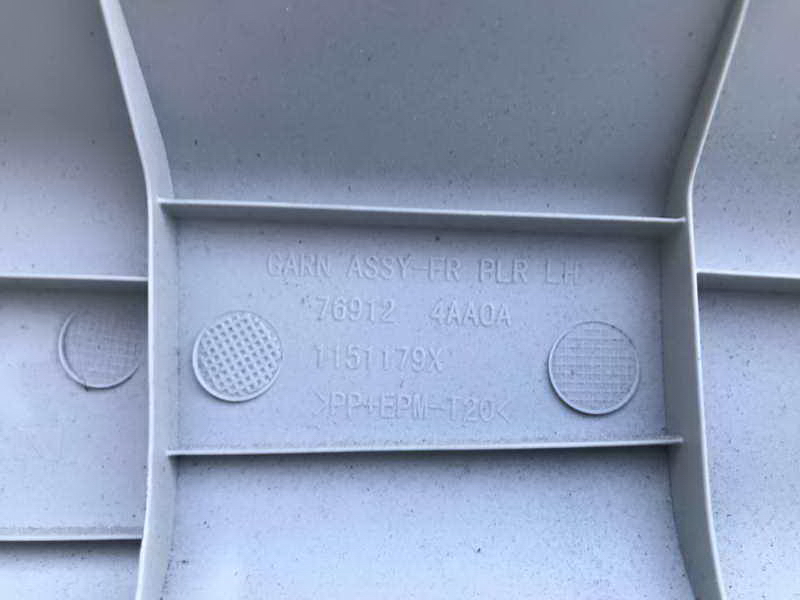 GARN ASSY-FR PLR LH
76912 4AA0A
1151179X
>PP+EPM-T20<